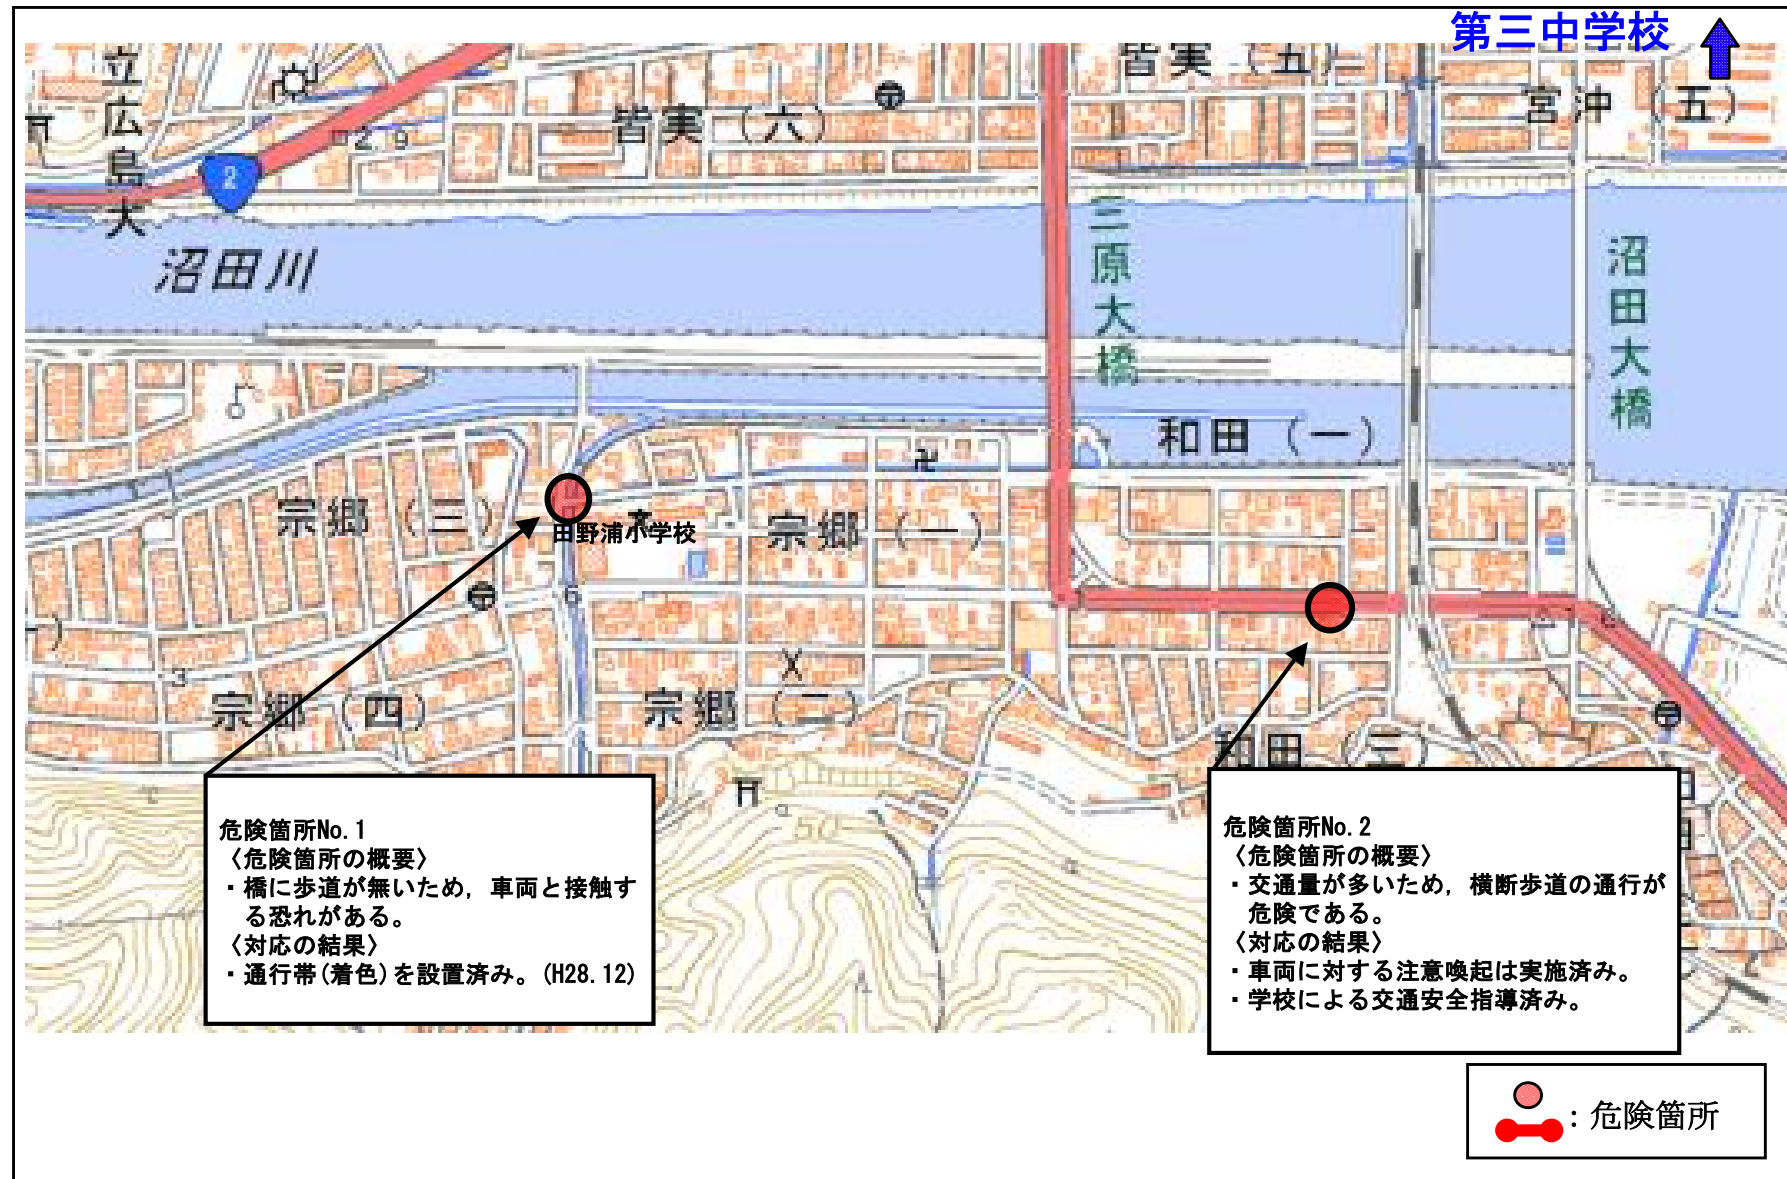 第三中学校
立広島大
皆実(五)
宮沖(五)
皆実(六)
2.9
2
沼田川
三原大橋
沼田大橋
和田(一)
宗郷(三)
田野浦小学校
宗郷(一)
6
3
宗郷(四)
宗郷(二)
和田(三)
50
危険箇所No.1
〈危険箇所の概要〉
・橋に歩道が無いため,車両と接触す
る恐れがある。
〈対応の結果〉
・通行帯(着色)を設置済み。(H28.12)
危険箇所No.2
〈危険箇所の概要〉
・交通量が多いため,横断歩道の通行が
危険である。
〈対応の結果〉
・車両に対する注意喚起は実施済み。
・学校による交通安全指導済み。
:危険箇所